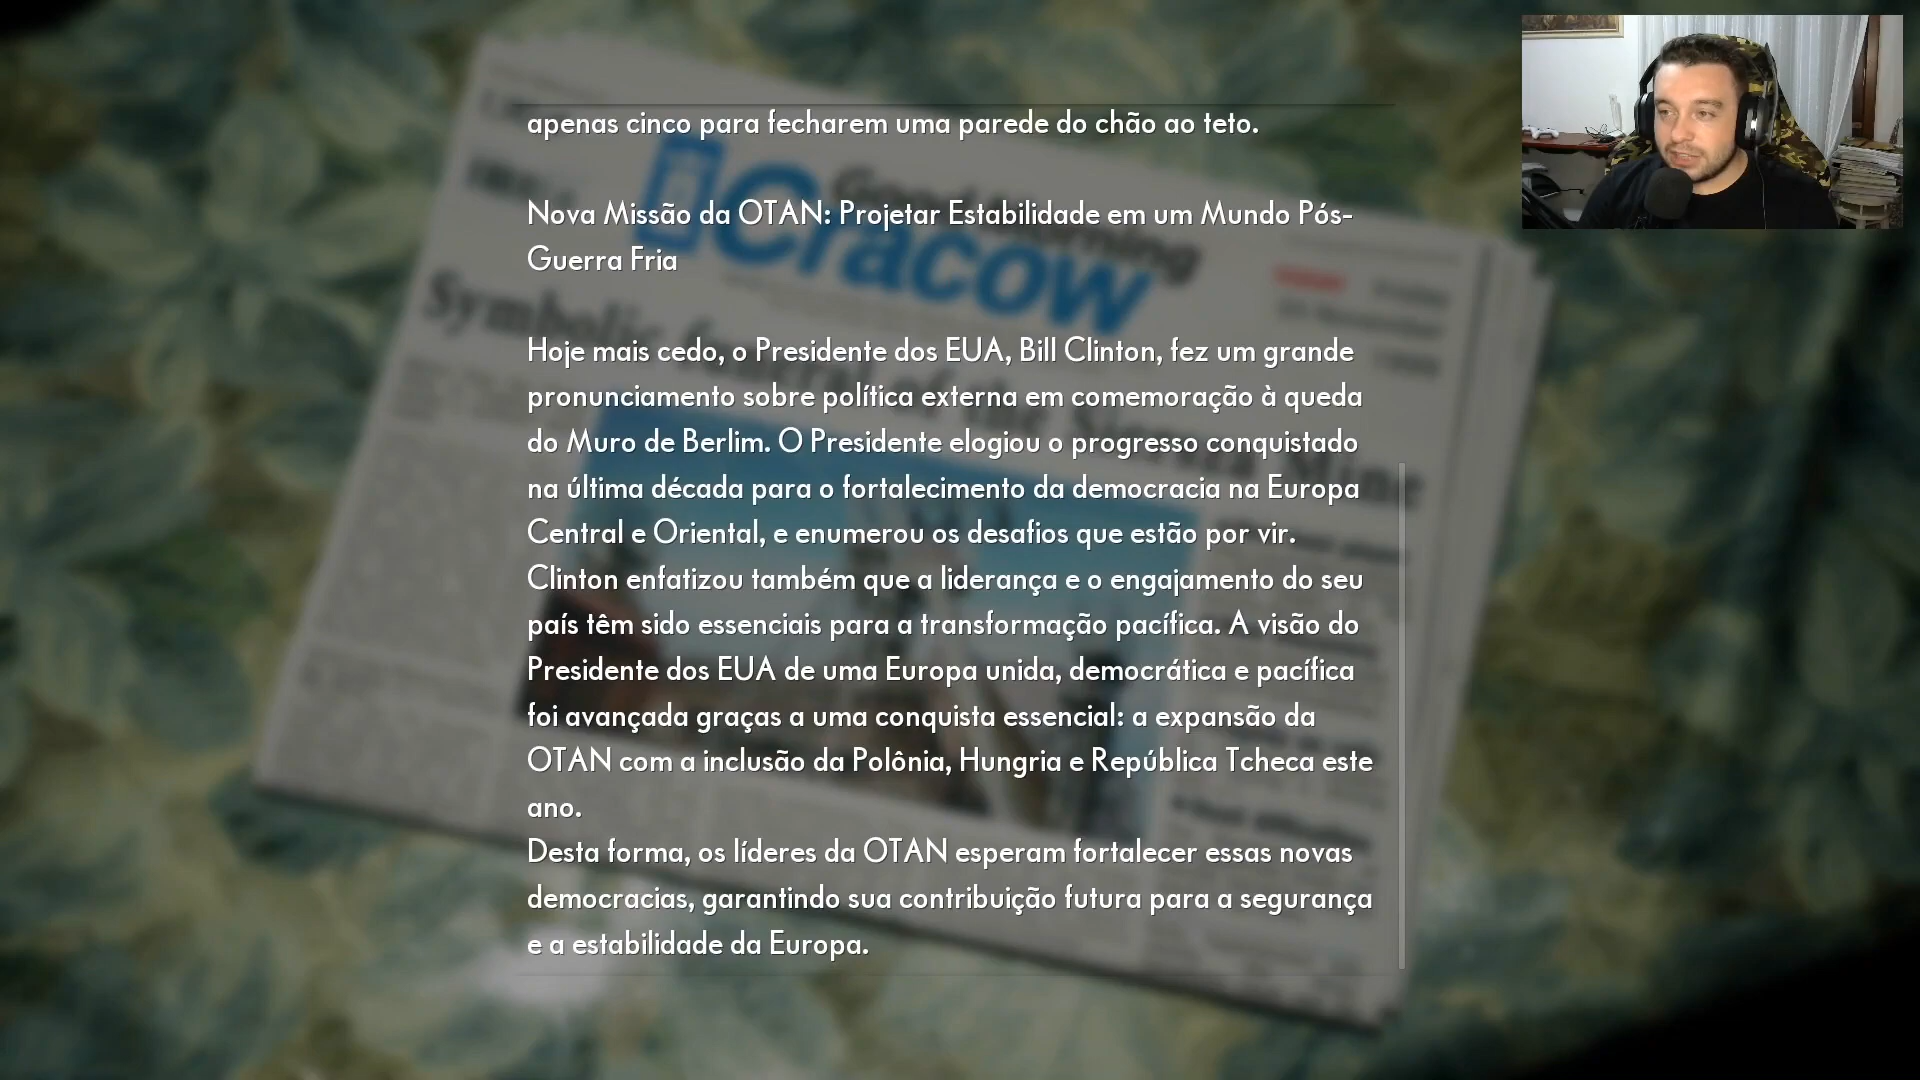 apenas cinco para fecharem uma parede do chão ao teto.
Nova Missão da OTAN: Projetar Estabilidade em um Mundo Pós-
Guerra Fria
Hoje mais cedo, o Presidente dos EUA, Bill Clinton, fez um grande
pronunciamento sobre política externa em comemoração à queda
do Muro de Berlim. O Presidente elogiou o progresso conquistado
na última década para o fortalecimento da democracia na Europa
Central e Oriental, e enumerou os desafios que estão por vir.
Clinton enfatizou também que a liderança e o engajamento do seu
país têm sido essenciais para a transformação pacífica. A visão do
Presidente dos EUA de uma Europa unida, democrática e pacífica
foi avançada graças a uma conquista essencial: a expansão da
OTAN com a inclusão da Polônia, Hungria e República Tcheca este
ano.
Desta forma, os líderes da OTAN esperam fortalecer essas novas
democracias, garantindo sua contribuição futura para a segurança
e a estabilidade da Europa.
Good Morning
Cracow
Symbolic
Mine